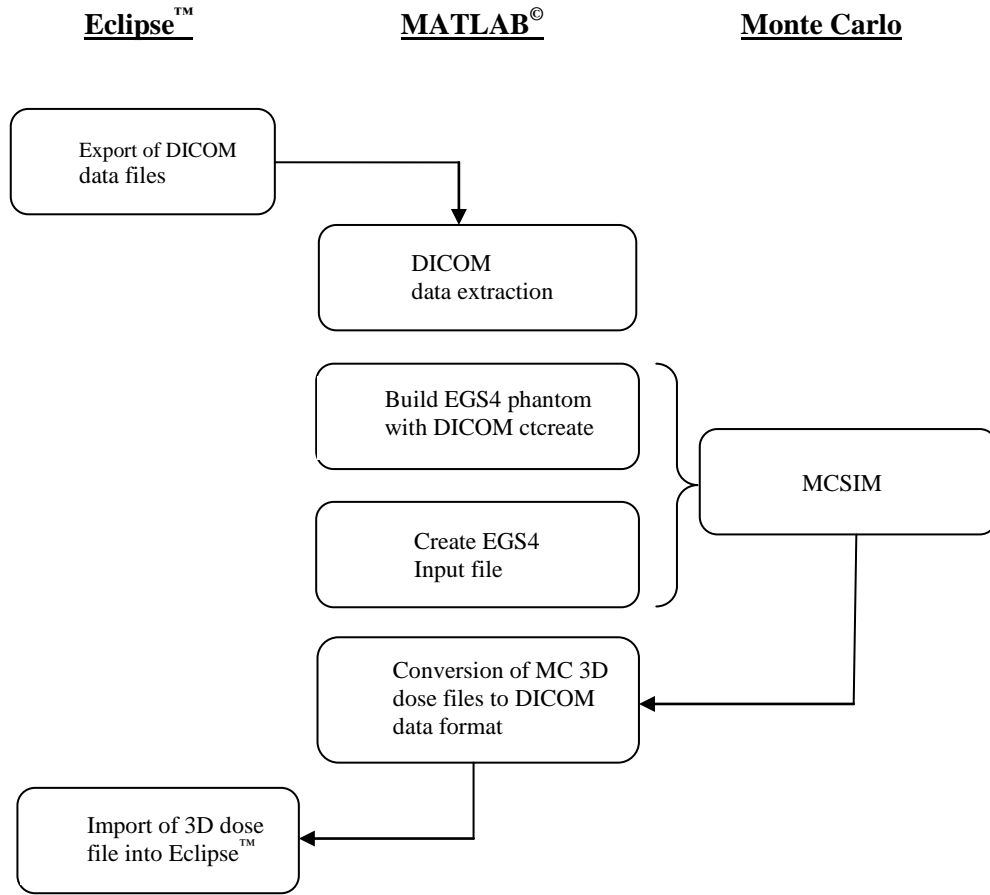 Eclipse™
MATLAB©
Monte Carlo
Export of DICOM
data files
DICOM
data extraction
Build EGS4 phantom
with DICOM ctcreate
MCSIM
Create EGS4
Input file
Conversion of MC 3D
dose files to DICOM
data format
Import of 3D dose
file into Eclipse™